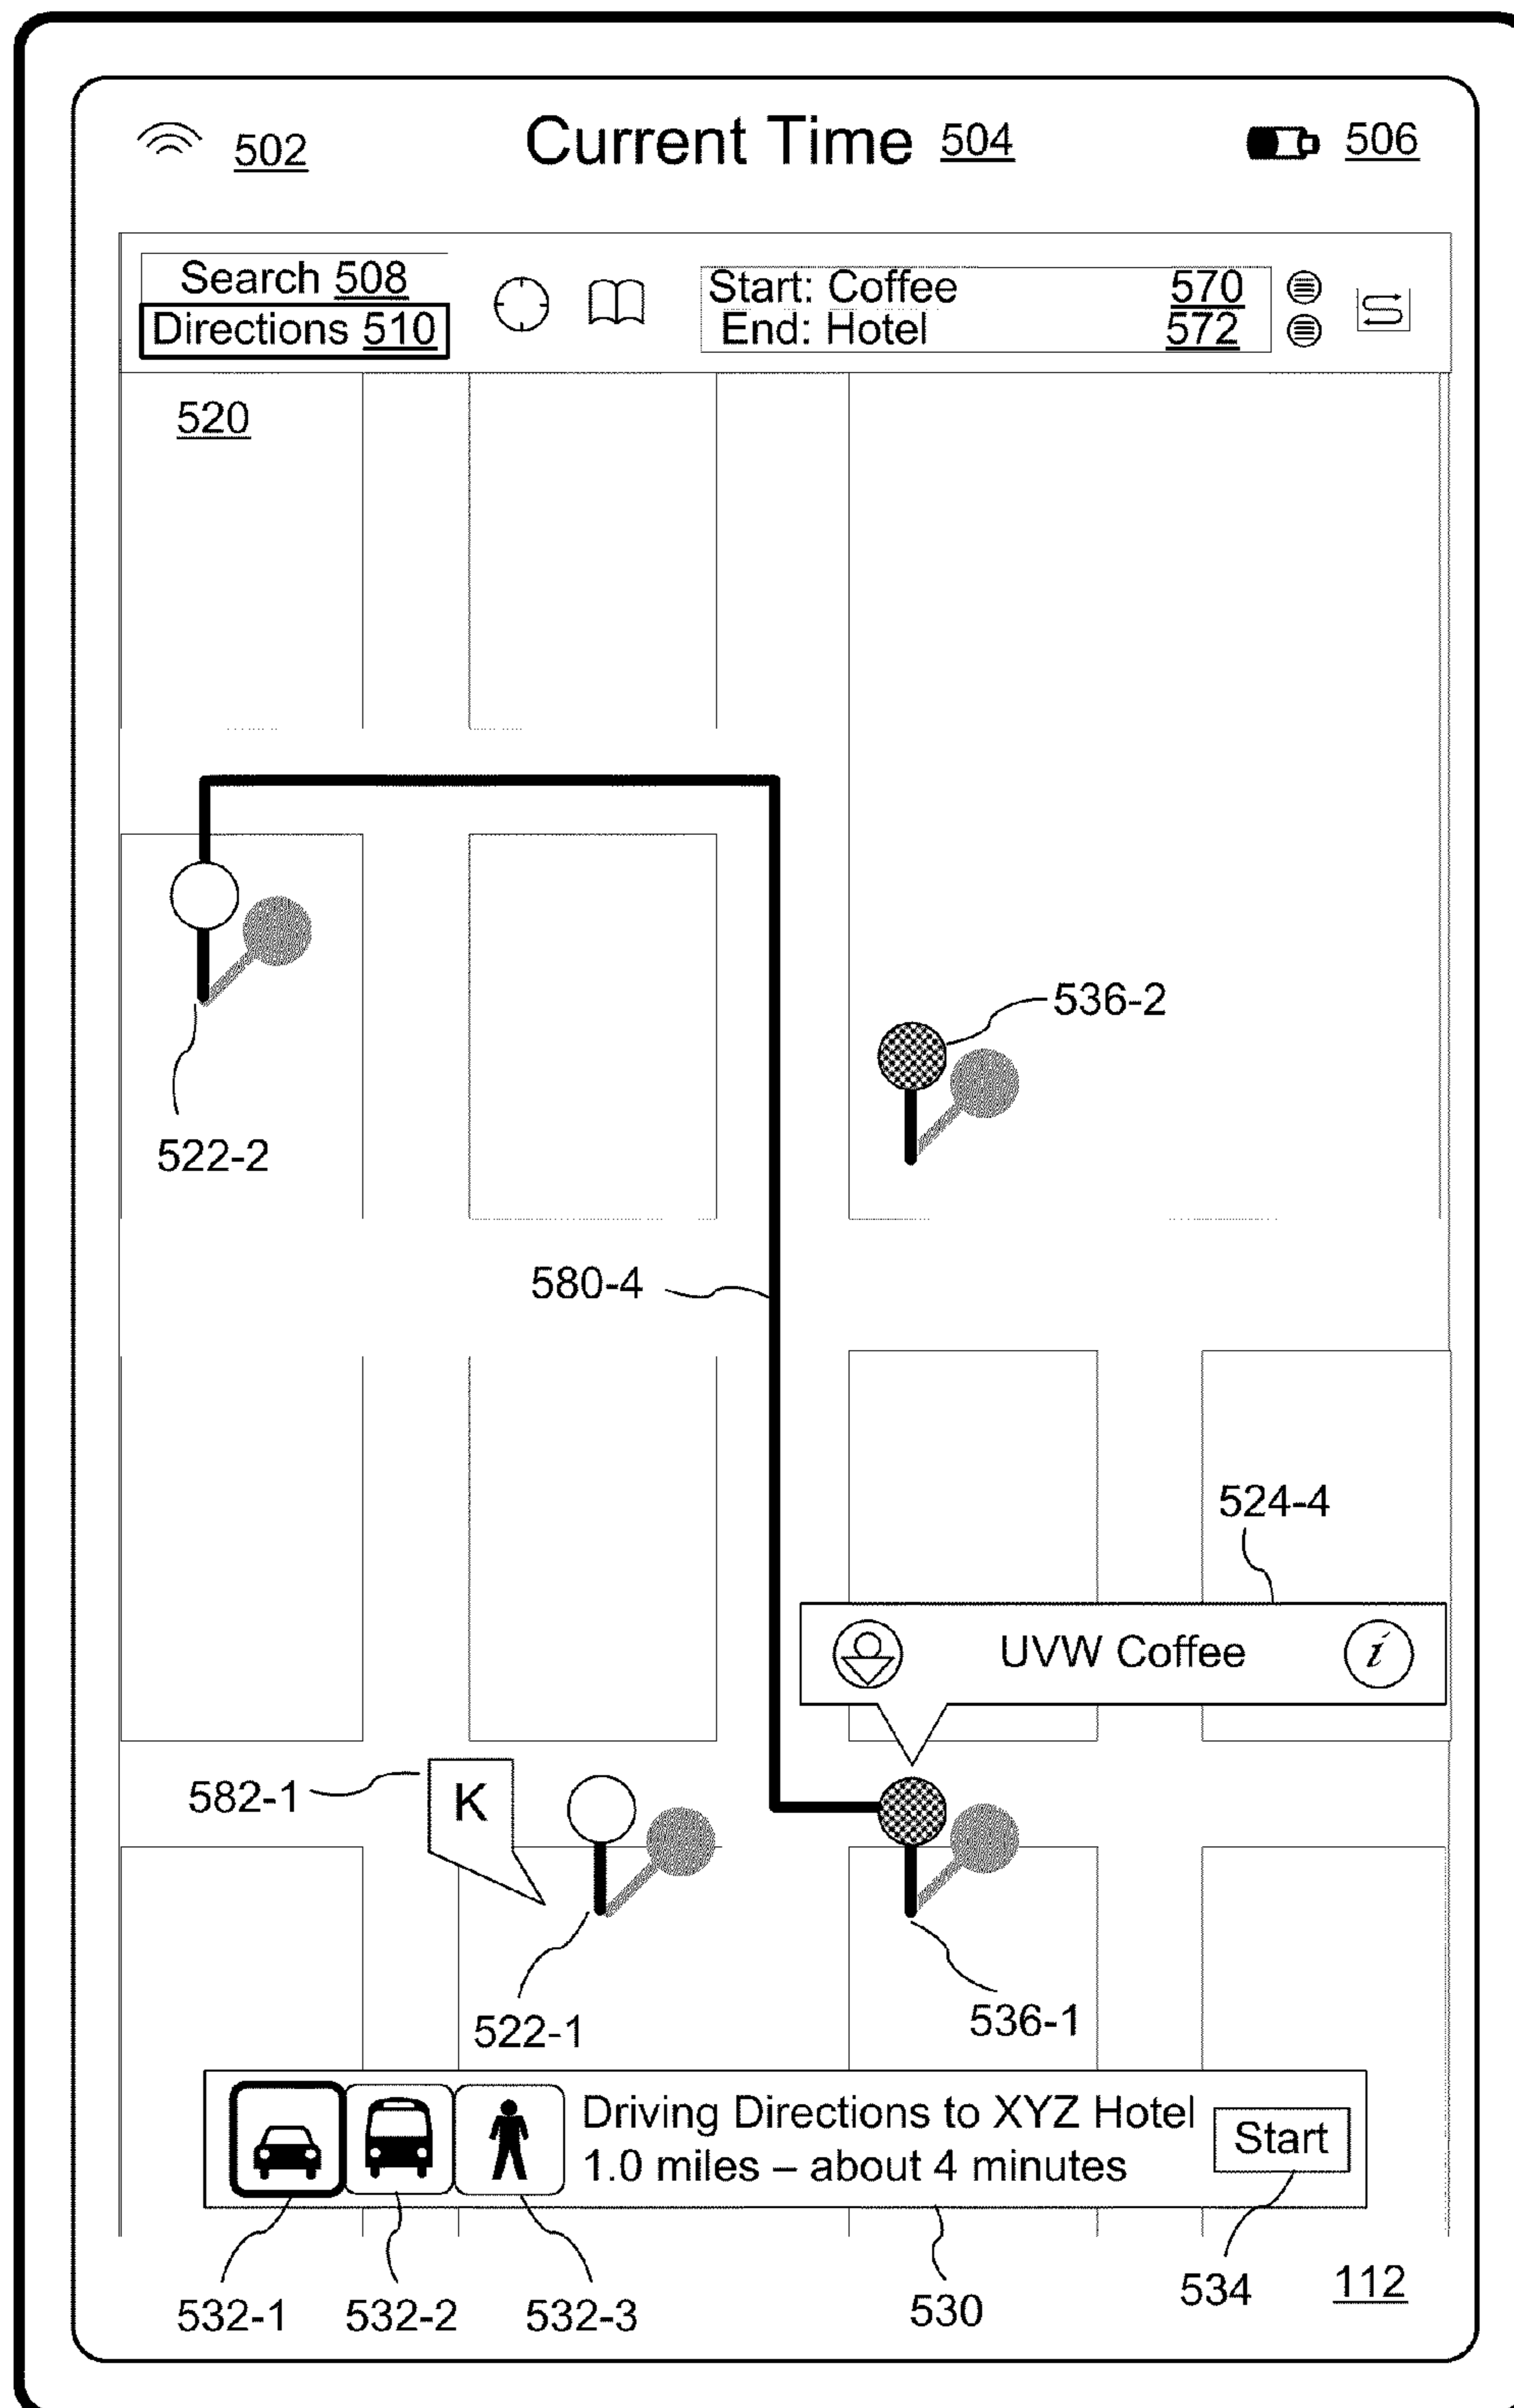 502
Current Time 504
506
Search 508
Directions 510
Start: Coffee 570
End: Hotel 572
520
536-2
522-2
580-4
524-4
UVW Coffee i
582-1
K
522-1
536-1
Driving Directions to XYZ Hotel
1.0 miles – about 4 minutes
Start
532-1
532-2
532-3
530
534
112